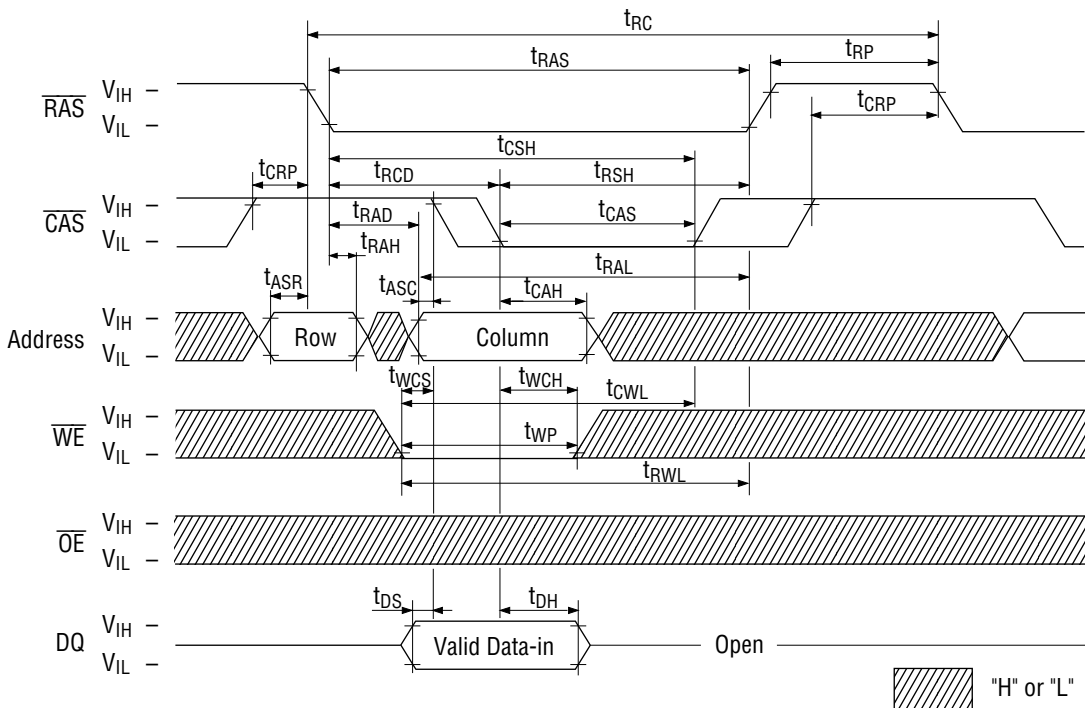 tRC
tRAS
tRP
RAS
VIH
VIL
tCRP
tCSH
tCRP
tRCD
tRSH
CAS
VIH
VIL
tRAD
tCAS
tRAH
tRAL
tASR
tASC
tCAH
Address
VIH
VIL
Row
Column
tWCS
tWCH
tCWL
WE
VIH
VIL
tWP
tRWL
OE
VIH
VIL
tDS
tDH
DQ
VIH
VIL
Valid Data-in
Open
"H" or "L"